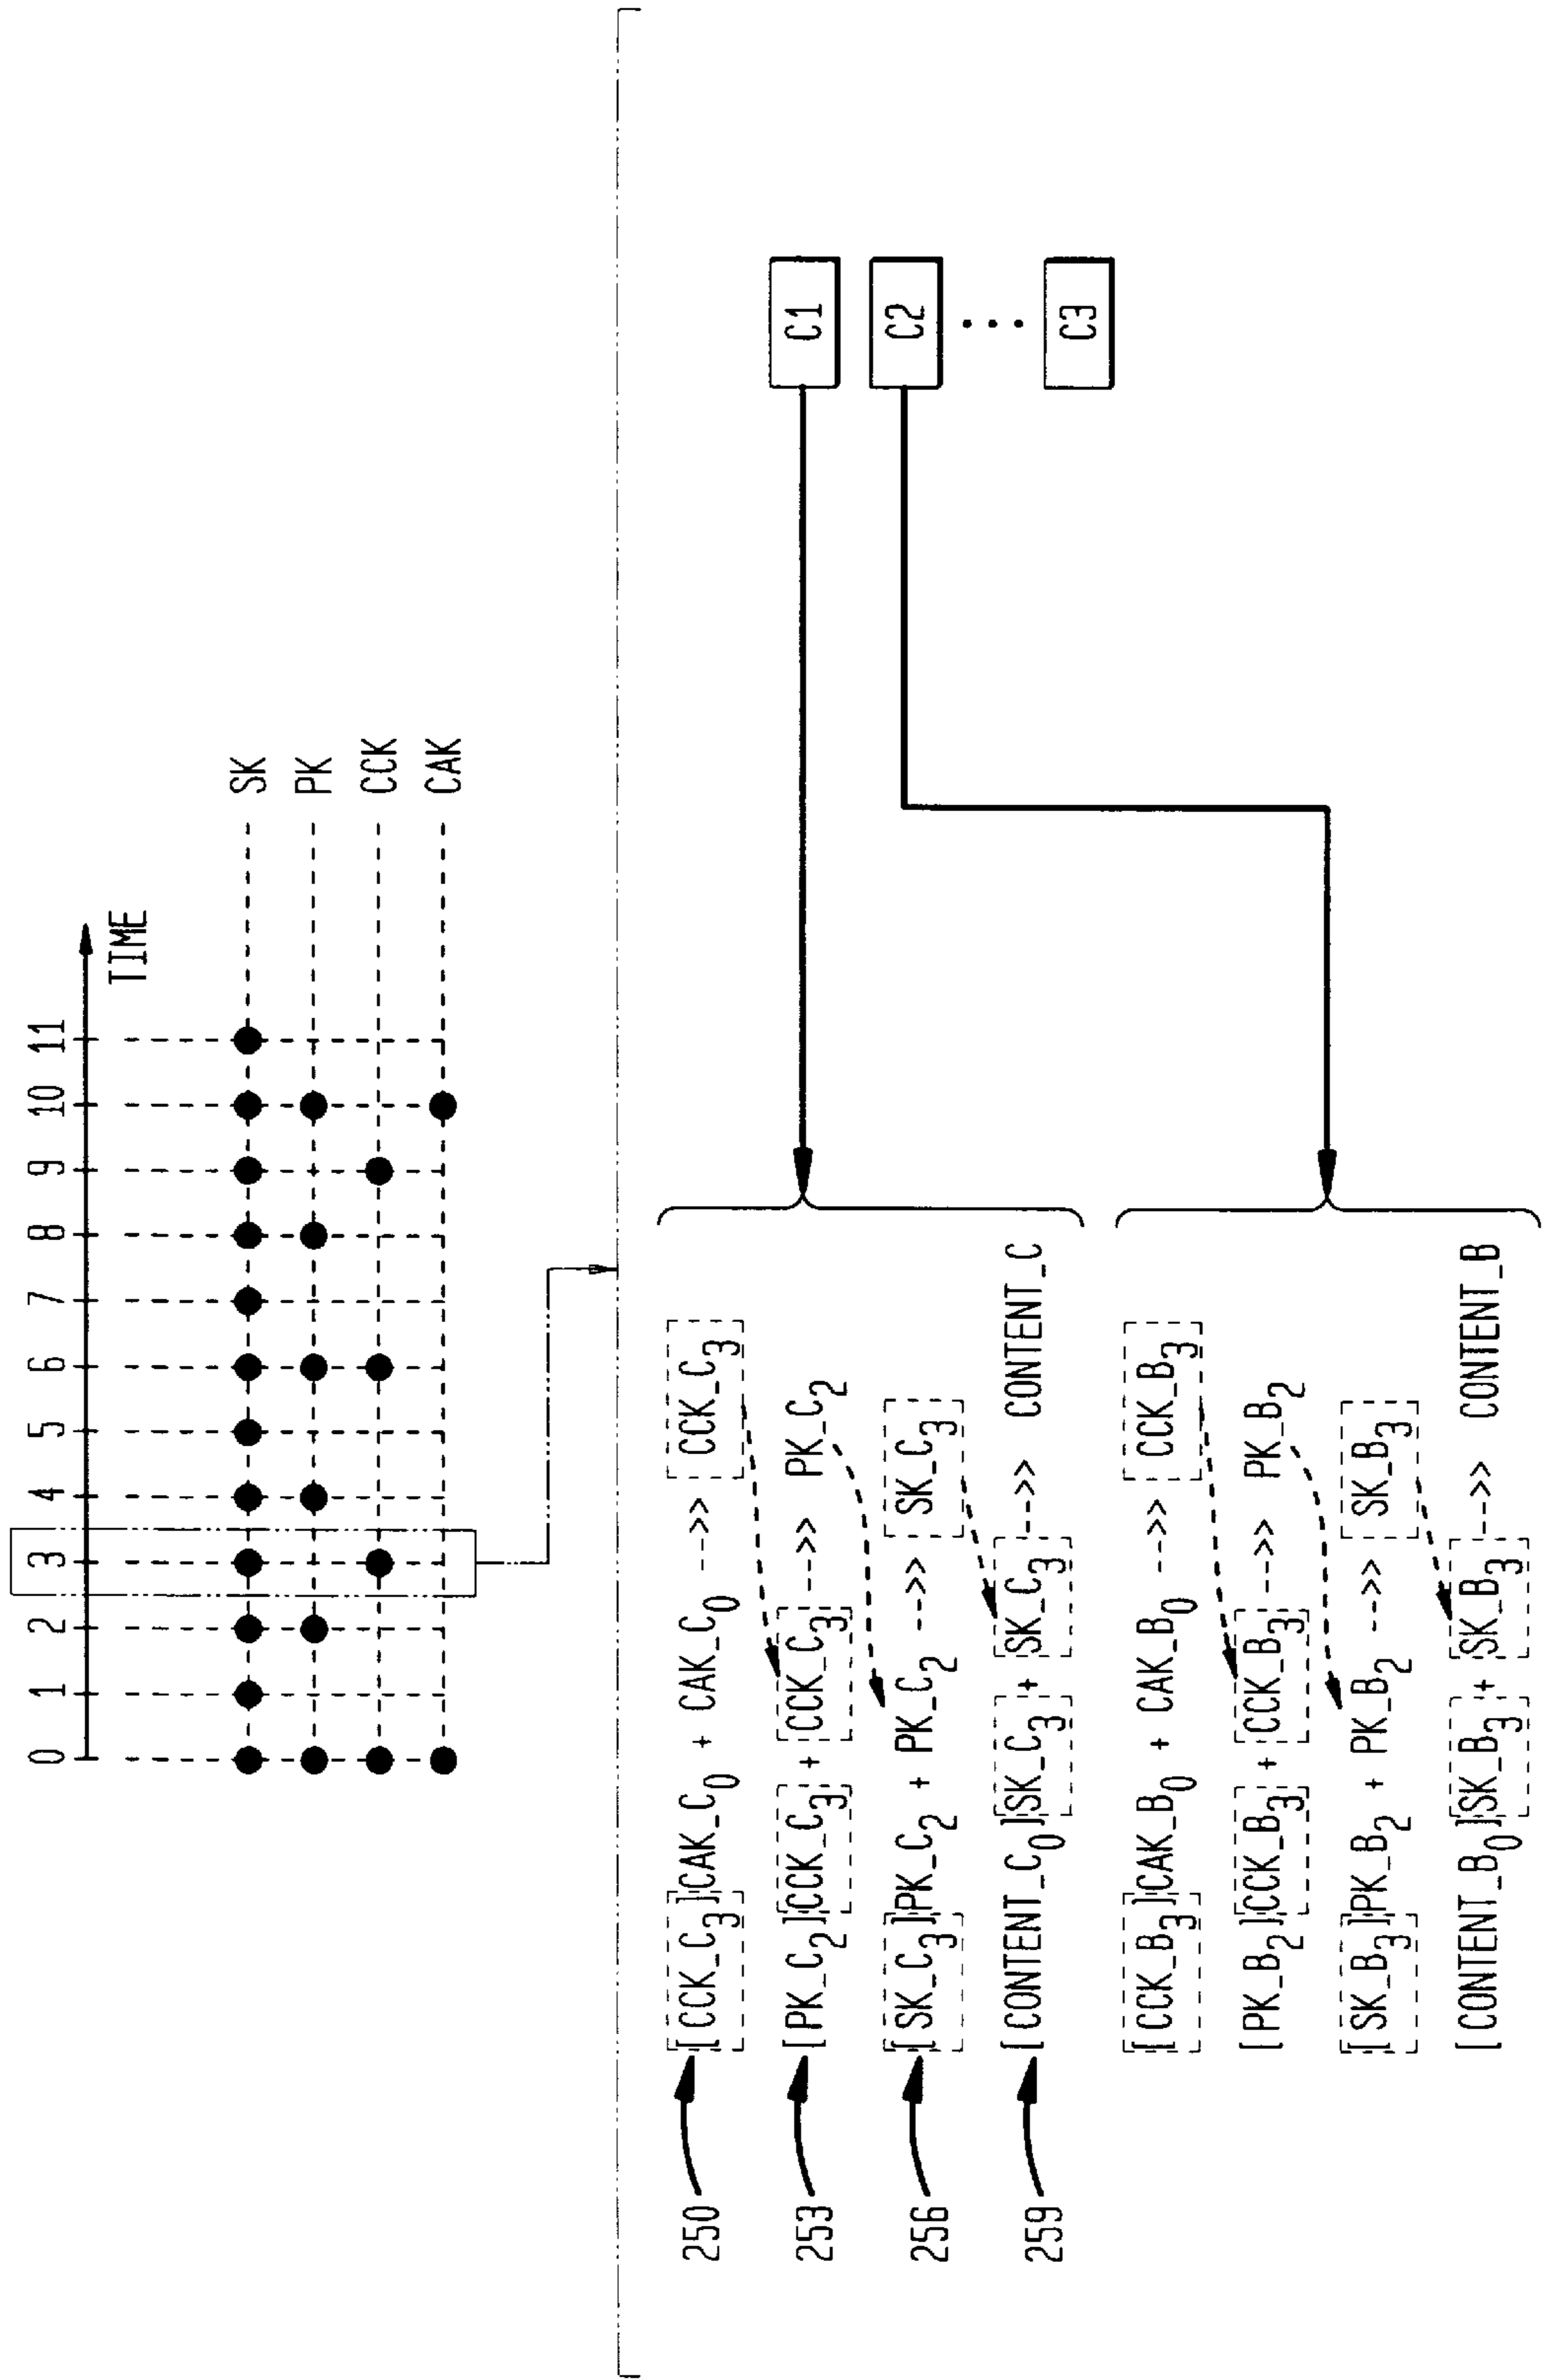 0 1 2 3 4 5 6 7 8 9 10 11
TIME
SK
PK
CCK
CAK
250
[CCK_C3]CAK_C0 + CAK_C0 --->> CCK_C3
253
[PK_C2]CCK_C3 + CCK_C3 --->> PK_C2
256
[SK_C3]PK_C2 + PK_C2 --->> SK_C3
259
[CONTENT_C0]SK_C3 + SK_C3 --->> CONTENT_C
[CCK_B3]CAK_B0 + CAK_B0 --->> CCK_B3
[PK_B2]CCK_B3 + CCK_B3 --->> PK_B2
[SK_B3]PK_B2 + PK_B2 --->> SK_B3
[CONTENT_B0]SK_B3 + SK_B3 --->> CONTENT_B
C1
C2
C3